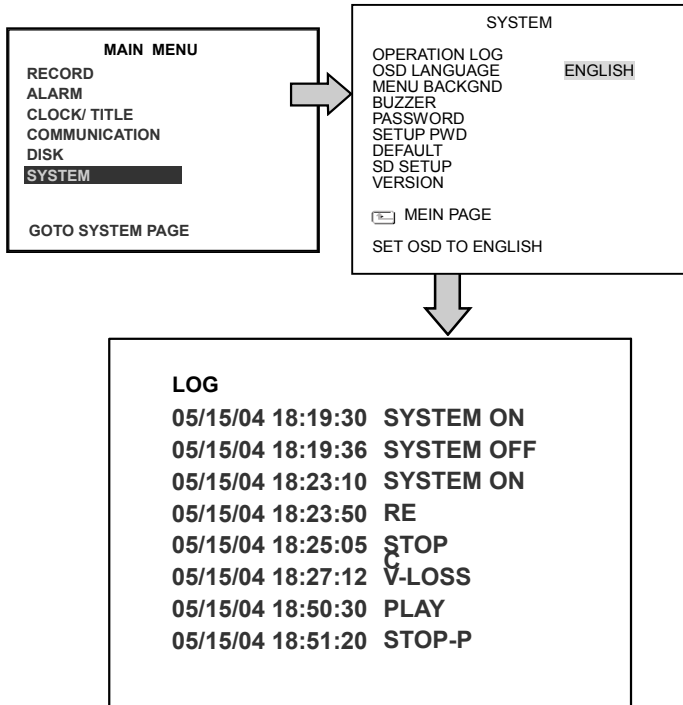 MAIN MENU
RECORD
ALARM
CLOCK/ TITLE
COMMUNICATION
DISK
SYSTEM
GOTO SYSTEM PAGE
SYSTEM
OPERATION LOG
OSD LANGUAGE ENGLISH
MENU BACKGND
BUZZER
PASSWORD
SETUP PWD
DEFAULT
SD SETUP
VERSION
MEIN PAGE
SET OSD TO ENGLISH
LOG
05/15/04 18:19:30 SYSTEM ON
05/15/04 18:19:36 SYSTEM OFF
05/15/04 18:23:10 SYSTEM ON
05/15/04 18:23:50 RE
05/15/04 18:25:05 STOP
C
05/15/04 18:27:12 V-LOSS
05/15/04 18:50:30 PLAY
05/15/04 18:51:20 STOP-P